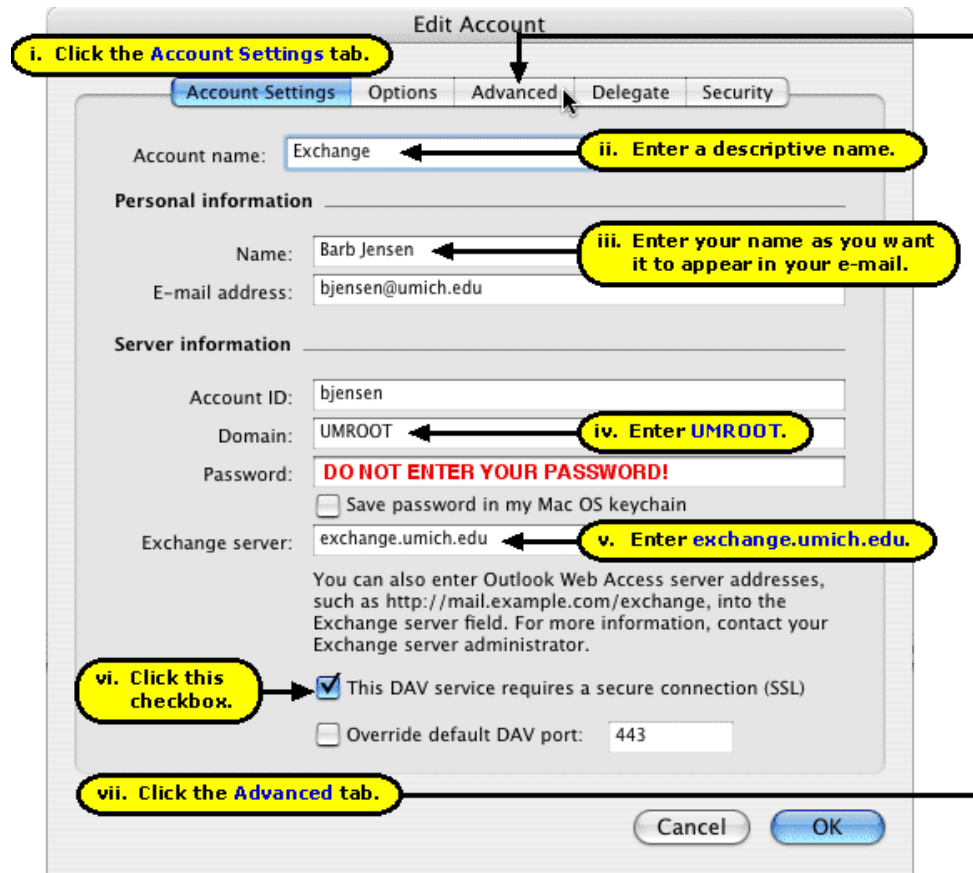 Edit Account
i. Click the Account Settings tab.
Account Settings Options Advanced Delegate Security
Account name: Exchange
ii. Enter a descriptive name.
Personal information
Name: Barb Jensen
iii. Enter your name as you want
it to appear in your e-mail.
E-mail address: bjensen@umich.edu
Server information
Account ID: bjensen
Domain: UMROOT
iv. Enter UMROOT.
Password: DO NOT ENTER YOUR PASSWORD!
Save password in my Mac OS keychain
Exchange server: exchange.umich.edu
v. Enter exchange.umich.edu.
You can also enter Outlook Web Access server addresses,
such as http://mail.example.com/exchange, into the
Exchange server field. For more information, contact your
Exchange server administrator.
vi. Click this
checkbox.
This DAV service requires a secure connection (SSL)
Override default DAV port: 443
vii. Click the Advanced tab.
Cancel OK